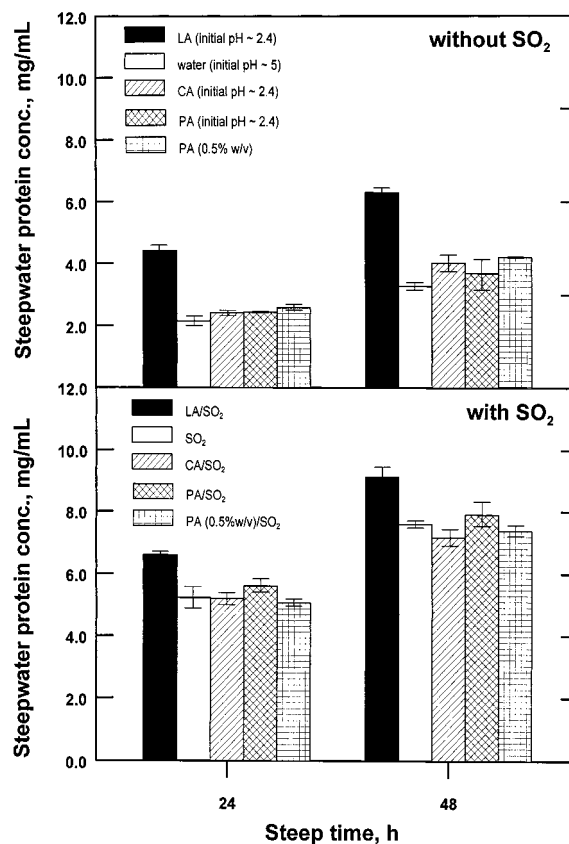 12.0
10.0
8.0
6.0
4.0
2.0
Steepwater protein conc., mg/mL
without SO₂
LA (initial pH ~ 2.4)
water (initial pH ~ 5)
CA (initial pH ~ 2.4)
PA (initial pH ~ 2.4)
PA (0.5% w/v)
12.0
10.0
8.0
6.0
4.0
2.0
0.0
Steepwater protein conc., mg/mL
with SO₂
LA/SO₂
SO₂
CA/SO₂
PA/SO₂
PA (0.5%w/v)/SO₂
24
48
Steep time, h